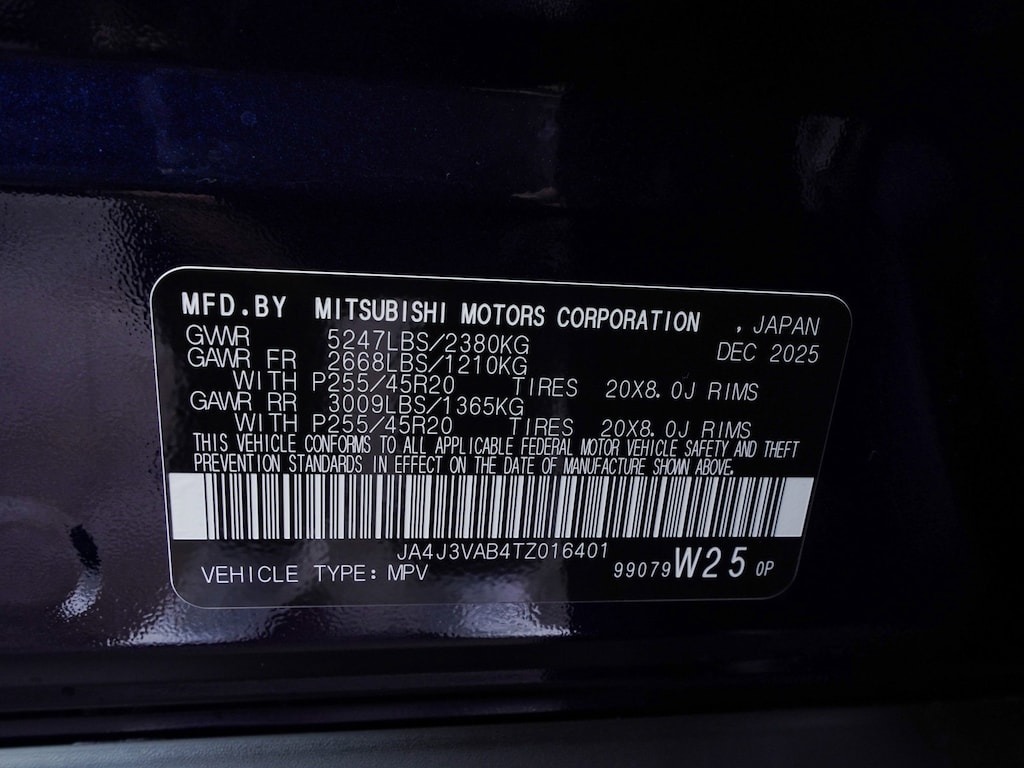 MFD.BY MITSUBISHI MOTORS CORPORATION , JAPAN
GVWR 5247LBS/2380KG DEC 2025
GAWR FR 2668LBS/1210KG
WITH P255/45R20 TIRES 20X8.0J RIMS
GAWR RR 3009LBS/1365KG
WITH P255/45R20 TIRES 20X8.0J RIMS
THIS VEHICLE CONFORMS TO ALL APPLICABLE FEDERAL MOTOR VEHICLE SAFETY AND THEFT
PREVENTION STANDARDS IN EFFECT ON THE DATE OF MANUFACTURE SHOWN ABOVE.
JA4J3VAB4TZ016401
VEHICLE TYPE: MPV 99079 W25 0P